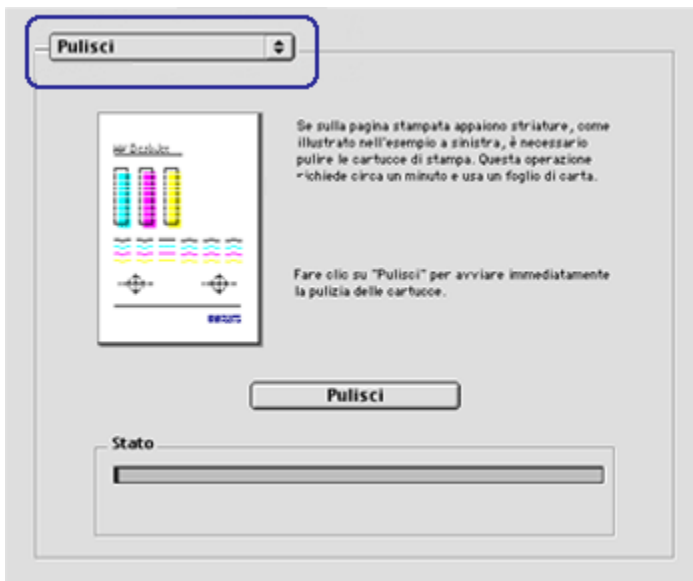 Pulisci
Se sulla pagina stampata appaiono striature, come
illustrato nell'esempio a sinistra, è necessario
pulire le cartucce di stampa. Questa operazione
richiede circa un minuto e usa un foglio di carta.
Fare clic su "Pulisci" per avviare immediatamente
la pulizia delle cartucce.
Pulisci
Stato